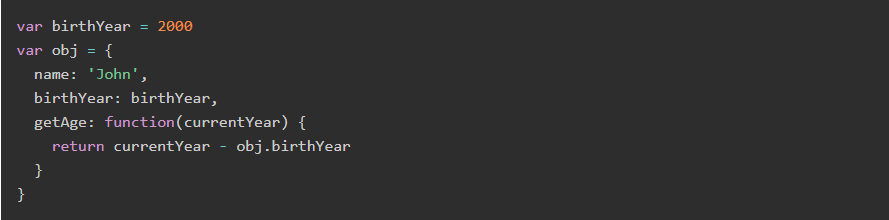 var birthYear = 2000
var obj = {
  name: 'John',
  birthYear: birthYear,
  getAge: function(currentYear) {
    return currentYear - obj.birthYear
  }
}